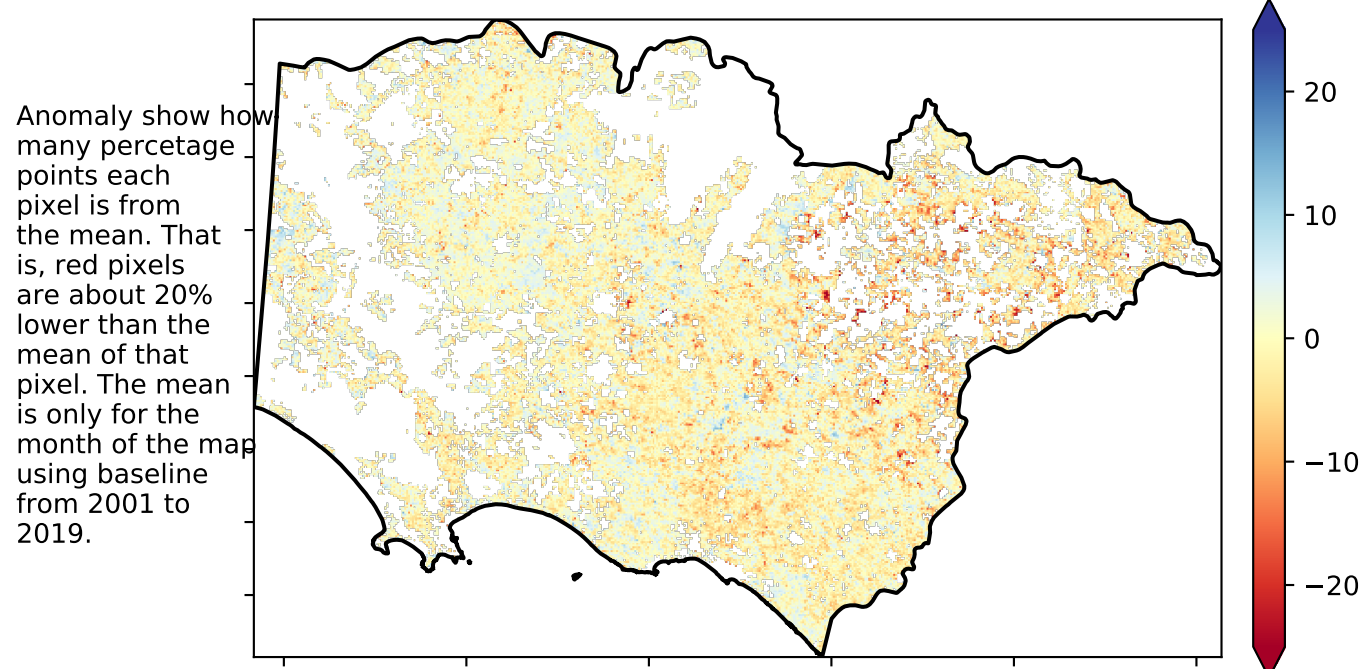 Anomaly show how
many percetage
points each
pixel is from
the mean. That
is, red pixels
are about 20%
lower than the
mean of that
pixel. The mean
is only for the
month of the map
using baseline
from 2001 to
2019.
20
10
0
−10
−20